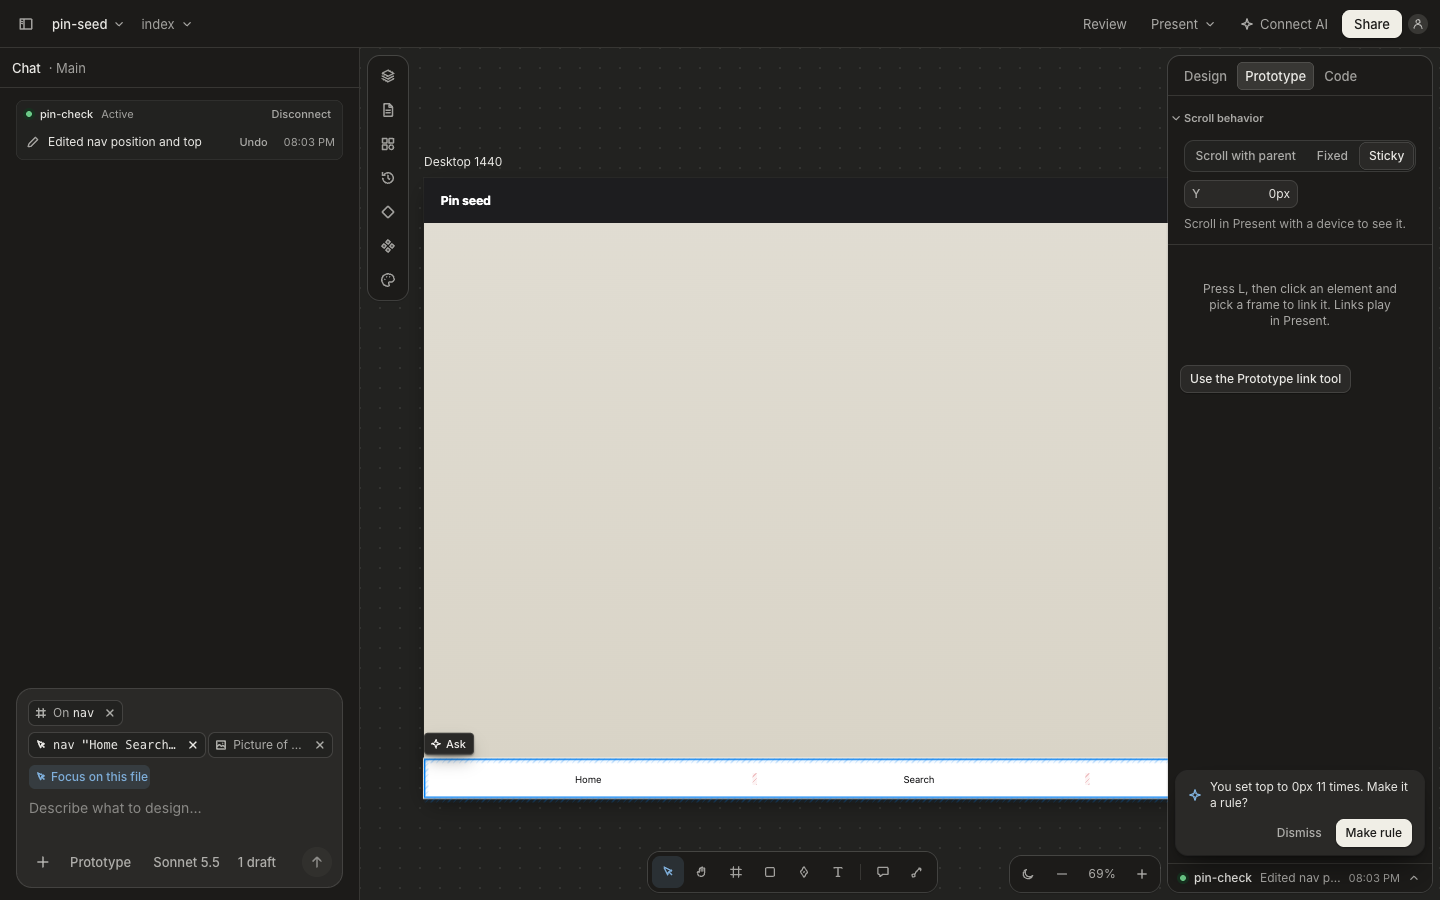 pin-seed
index
Review
Present
Connect AI
Share
Chat · Main
pin-check Active
Disconnect
Edited nav position and top
Undo
08:03 PM
On nav
nav "Home Search…
Picture of …
Focus on this file
Describe what to design…
Prototype
Sonnet 5.5
1 draft
Desktop 1440
Pin seed
Ask
Home
Search
69%
Design
Prototype
Code
Scroll behavior
Scroll with parent
Fixed
Sticky
Y
0px
Scroll in Present with a device to see it.
Press L, then click an element and
pick a frame to link it. Links play
in Present.
Use the Prototype link tool
You set top to 0px 11 times. Make it
a rule?
Dismiss
Make rule
pin-check
Edited nav p…
08:03 PM